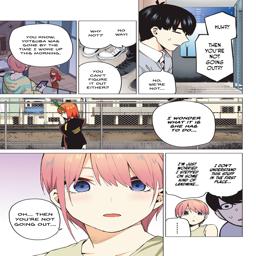 HUH?!
THEN
YOU'RE
NOT
GOING
OUT?!
NO.
WE'RE
NOT...
NO
WAY!
WHY
NOT?
YOU
CAN'T
FIGURE
IT OUT
EITHER?
YOU KNOW,
YOTSUBA WAS
GONE BY THE
TIME I WOKE UP
THIS MORNING.
I WONDER
WHAT IT IS
SHE HAS
TO DO...
I DON'T
UNDERSTAND
THIS STUFF
IN THE FIRST
PLACE...
I'M JUST
WORRIED
I STEPPED
ON SOME
KIND OF
LANDMINE...
OH... THEN
YOU'RE NOT
GOING OUT...